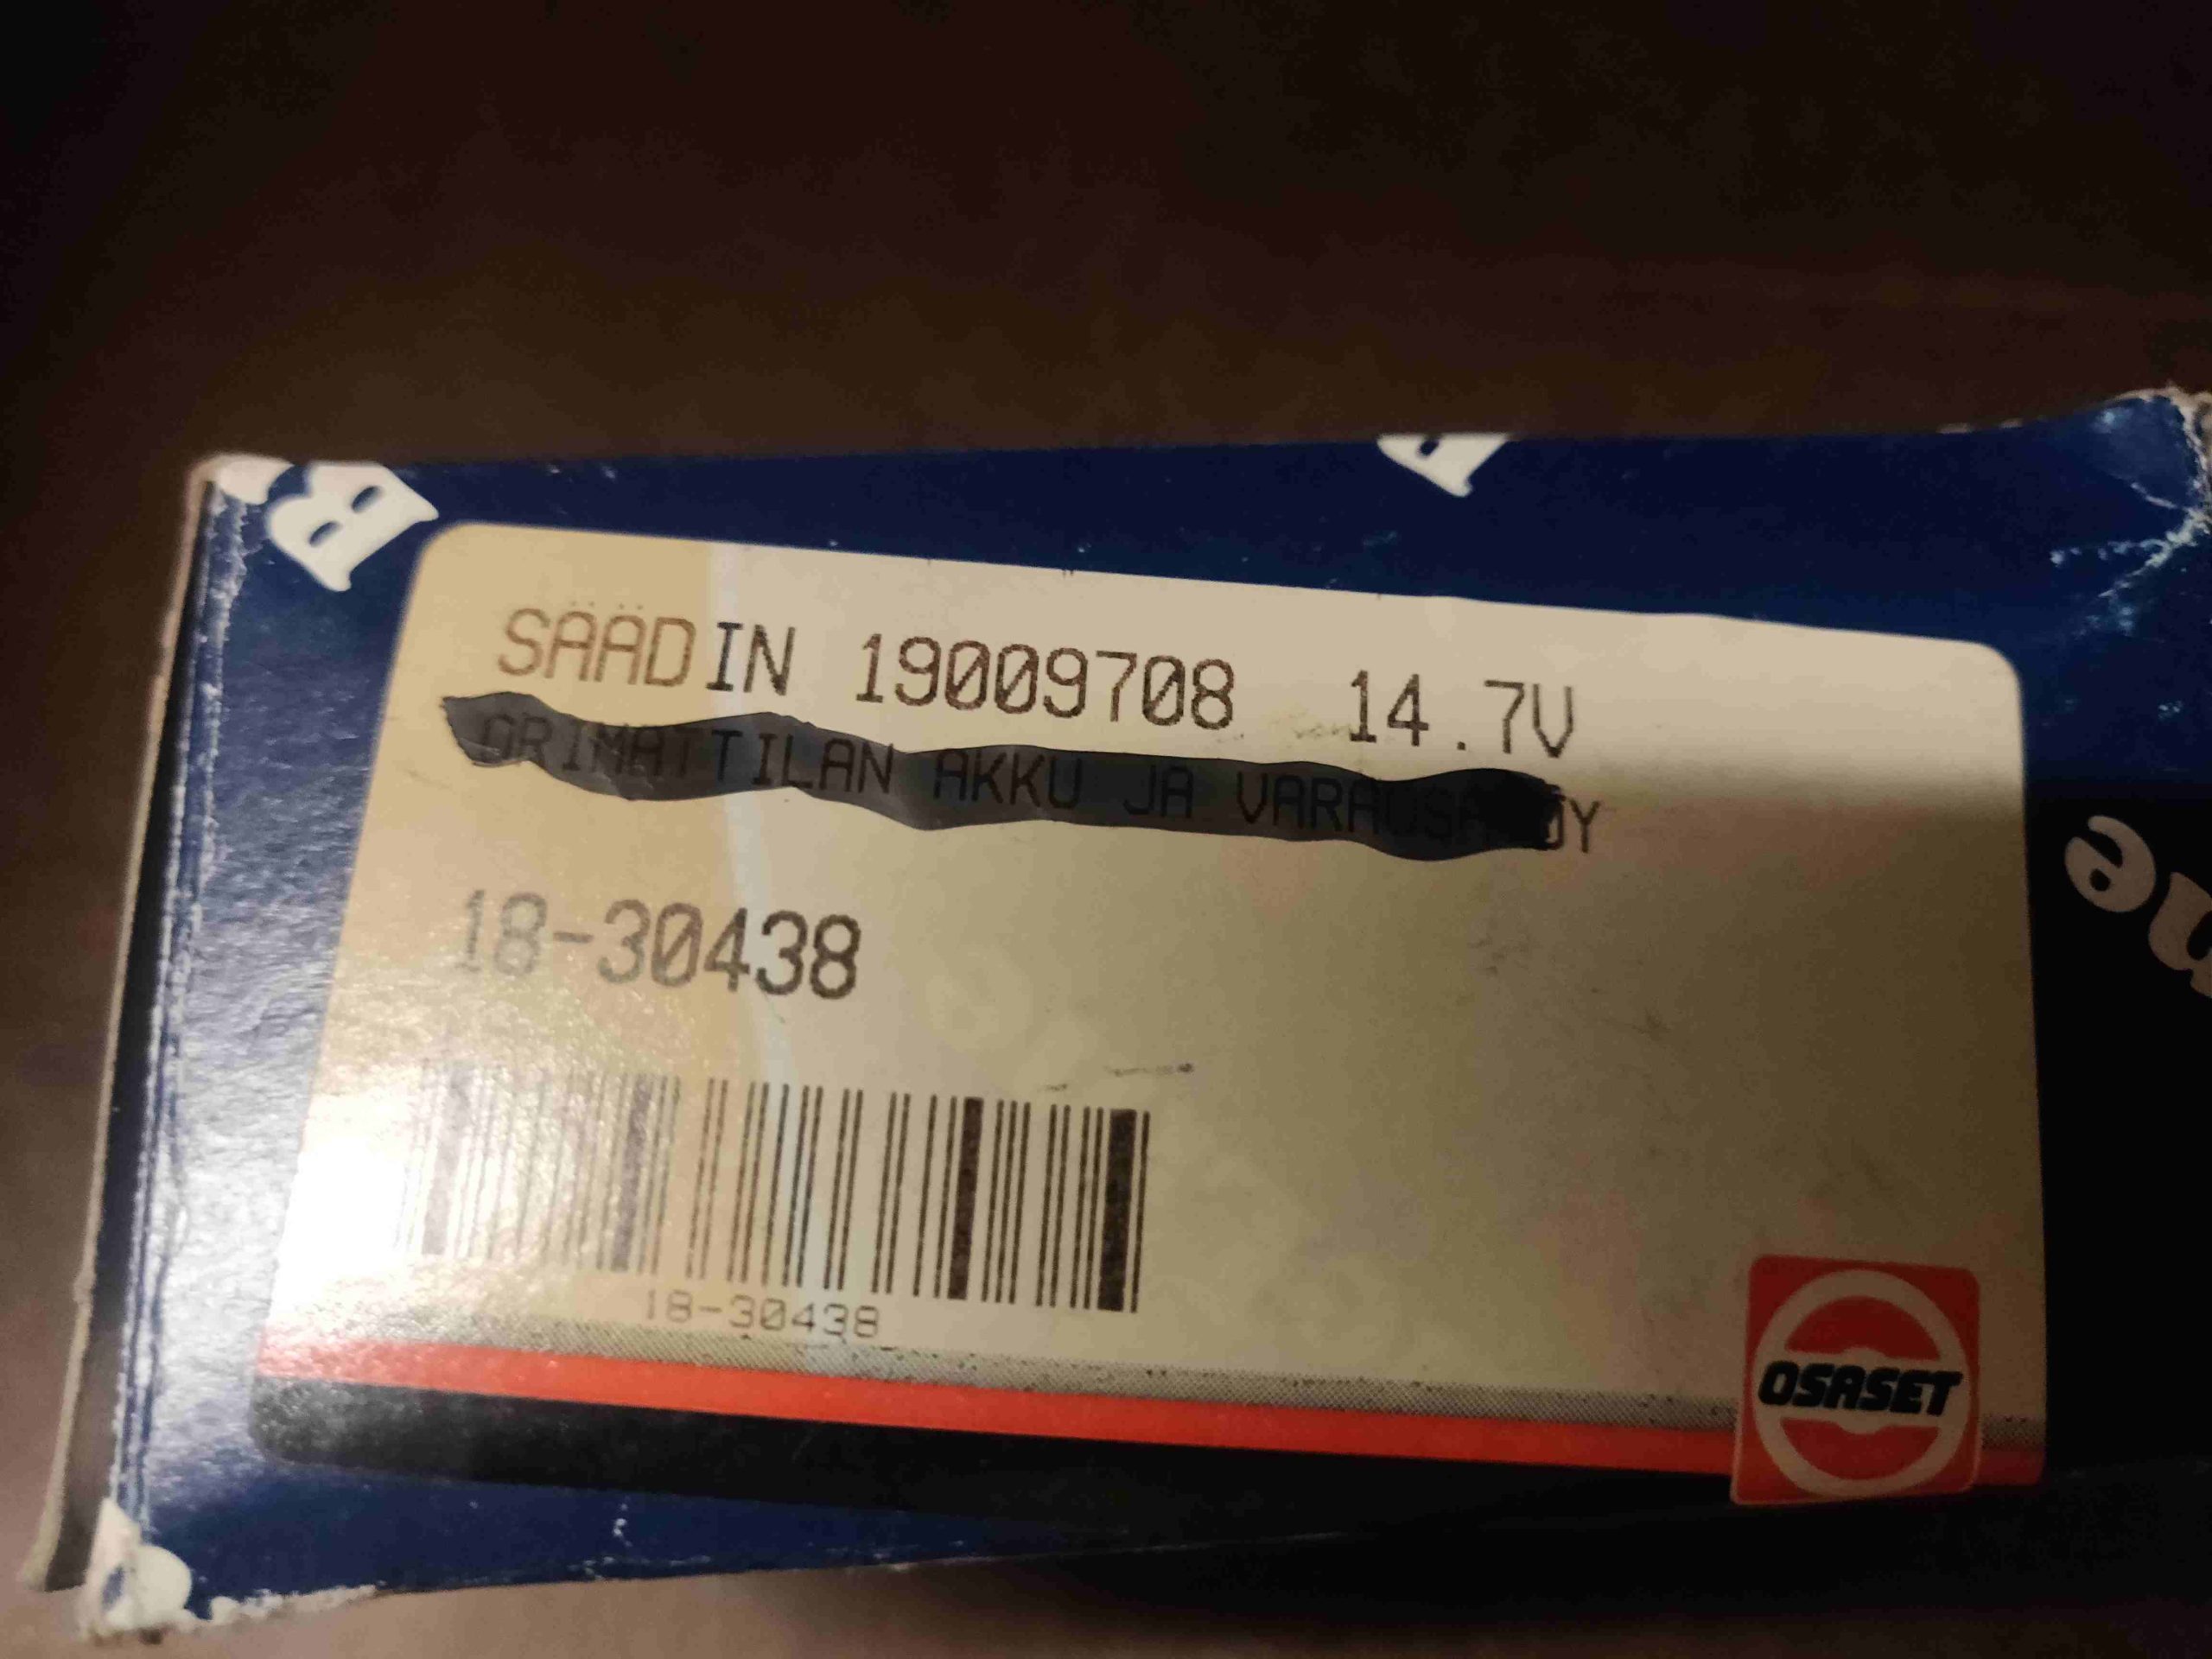 SÄÄDIN 19009708 14.7V
ORIMATTILAN AKKU JA VARAOSA OY
18-30438
18-30438
OSASET